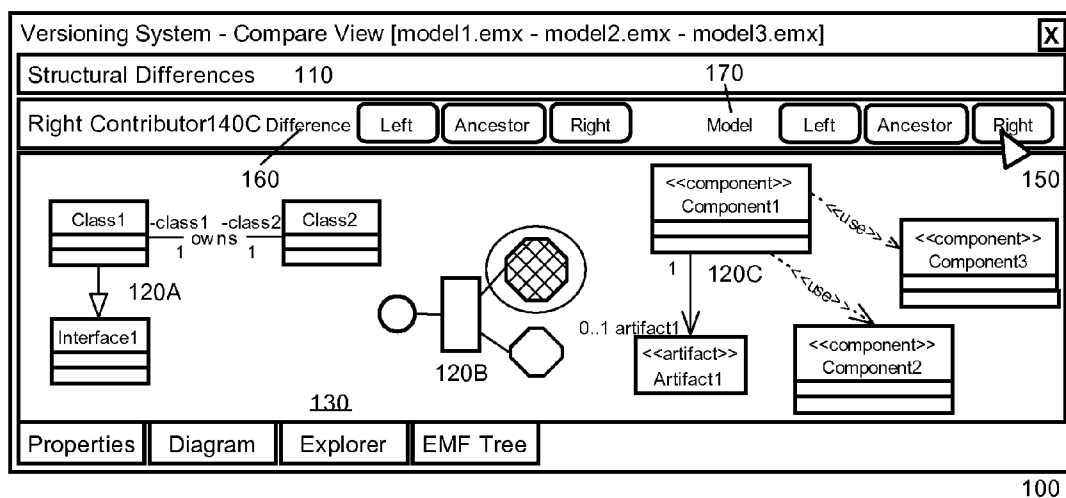 Versioning System - Compare View [model1.emx - model2.emx - model3.emx] X
Structural Differences 110 170
Right Contributor140C Difference Left Ancestor Right Model Left Ancestor Right
160 150
<<component>>
Component1
Class1 -class1 -class2 Class2
1 owns 1
<<use>>
<<component>>
Component3
1 120C
<<use>>
120A
0..1 artifact1
Interface1
<<artifact>>
Artifact1
<<component>>
Component2
120B
130
Properties Diagram Explorer EMF Tree
100